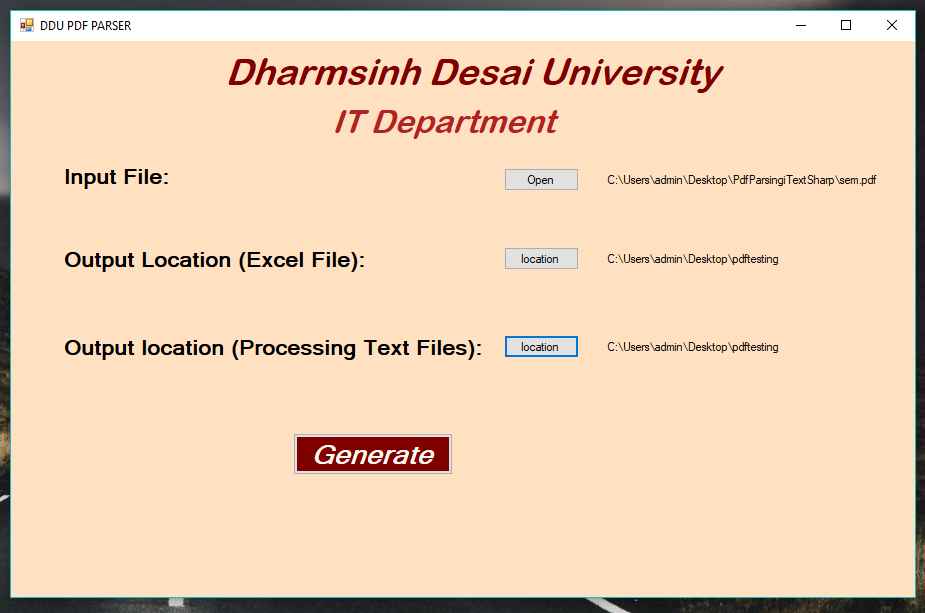 DDU PDF PARSER
Dharmsinh Desai University
IT Department
Input File: Open C:\Users\admin\Desktop\PdfParsingiTextSharp\sem.pdf
Output Location (Excel File): location C:\Users\admin\Desktop\pdftesting
Output location (Processing Text Files): location C:\Users\admin\Desktop\pdftesting
Generate